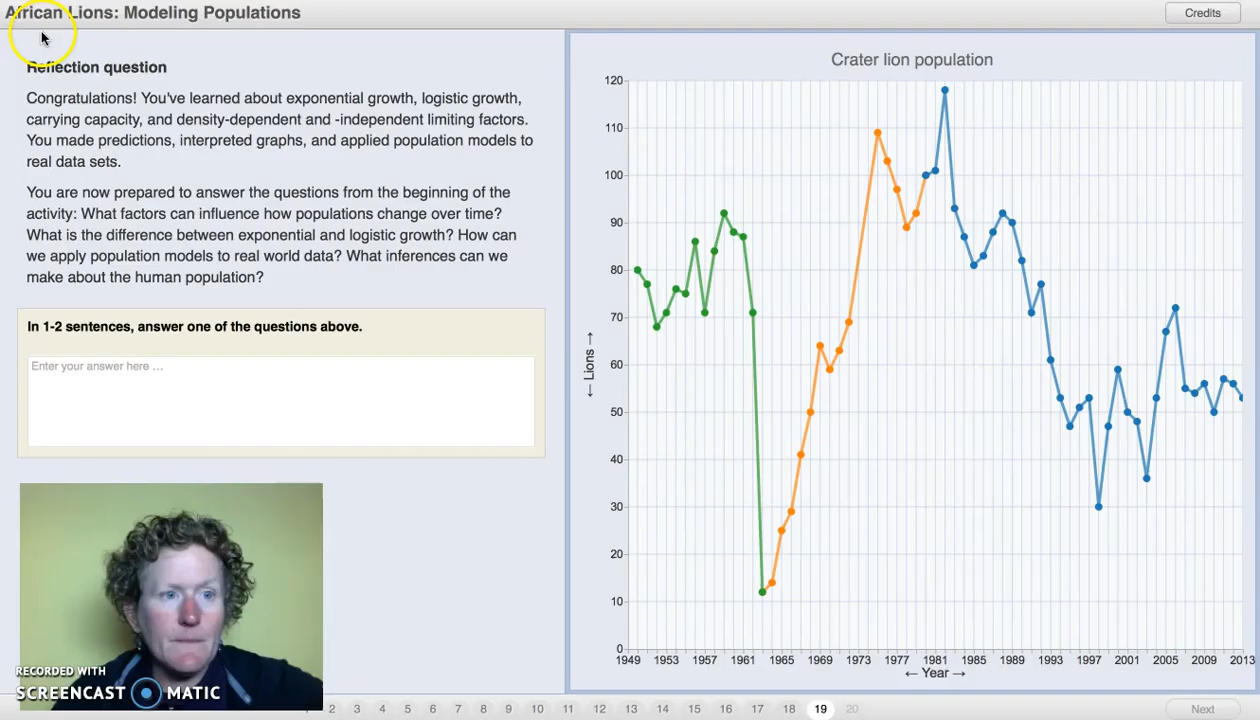 African Lions: Modeling Populations
Credits
Reflection question
Congratulations! You've learned about exponential growth, logistic growth,
carrying capacity, and density-dependent and -independent limiting factors.
You made predictions, interpreted graphs, and applied population models to
real data sets.
You are now prepared to answer the questions from the beginning of the
activity: What factors can influence how populations change over time?
What is the difference between exponential and logistic growth? How can
we apply population models to real world data? What inferences can we
make about the human population?
In 1-2 sentences, answer one of the questions above.
Enter your answer here ...
RECORDED WITH
SCREENCAST MATIC
Crater lion population
120
110
100
90
80
70
60
50
40
30
20
10
0
← Lions →
1949 1953 1957 1961 1965 1969 1973 1977 1981 1985 1989 1993 1997 2001 2005 2009 2013
← Year →
2 3 4 5 6 7 8 9 10 11 12 13 14 15 16 17 18 19 20
Next